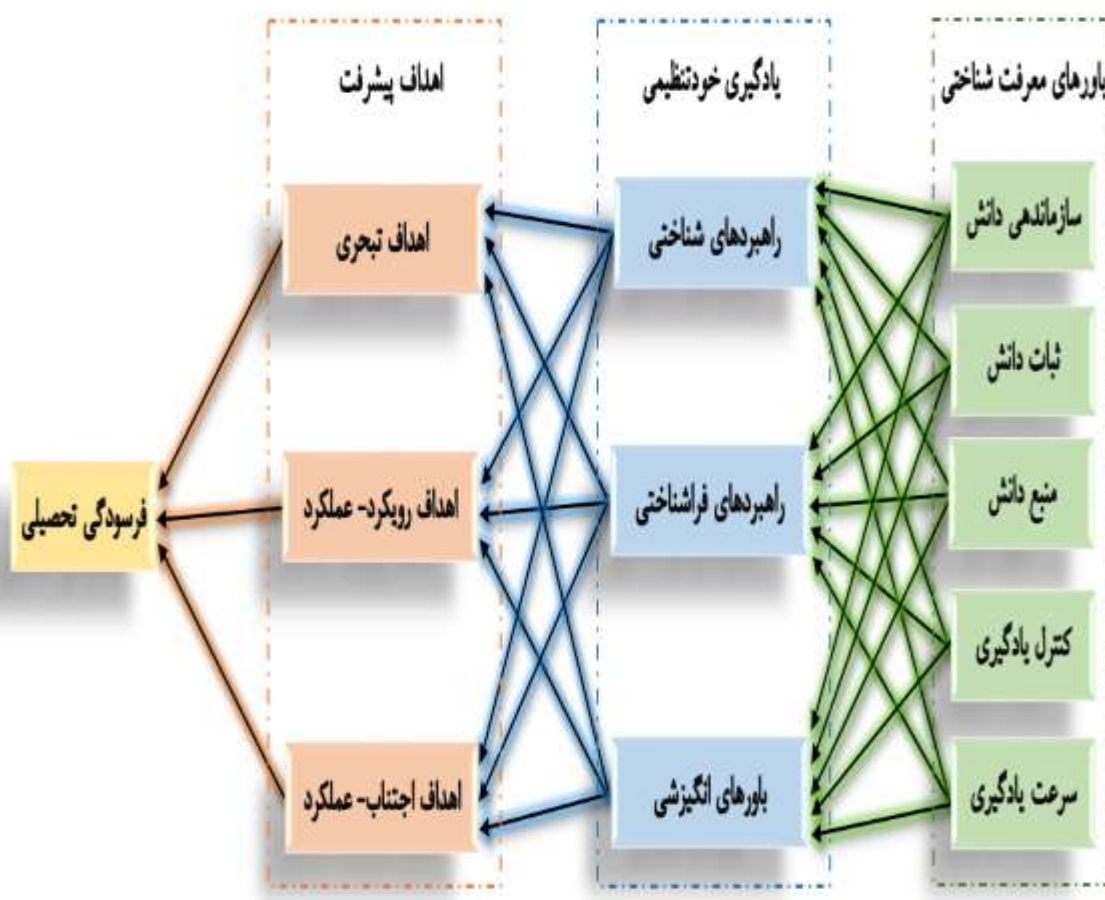 باورهای معرفت شناختی
سازماندهی دانش
ثبات دانش
منبع دانش
کنترل یادگیری
سرعت یادگیری
یادگیری خودتنظیمی
راهبردهای شناختی
راهبردهای فراشناختی
باورهای انگیزشی
اهداف پیشرفت
اهداف تبحری
اهداف رویکرد- عملکرد
اهداف اجتناب- عملکرد
فرسودگی تحصیلی